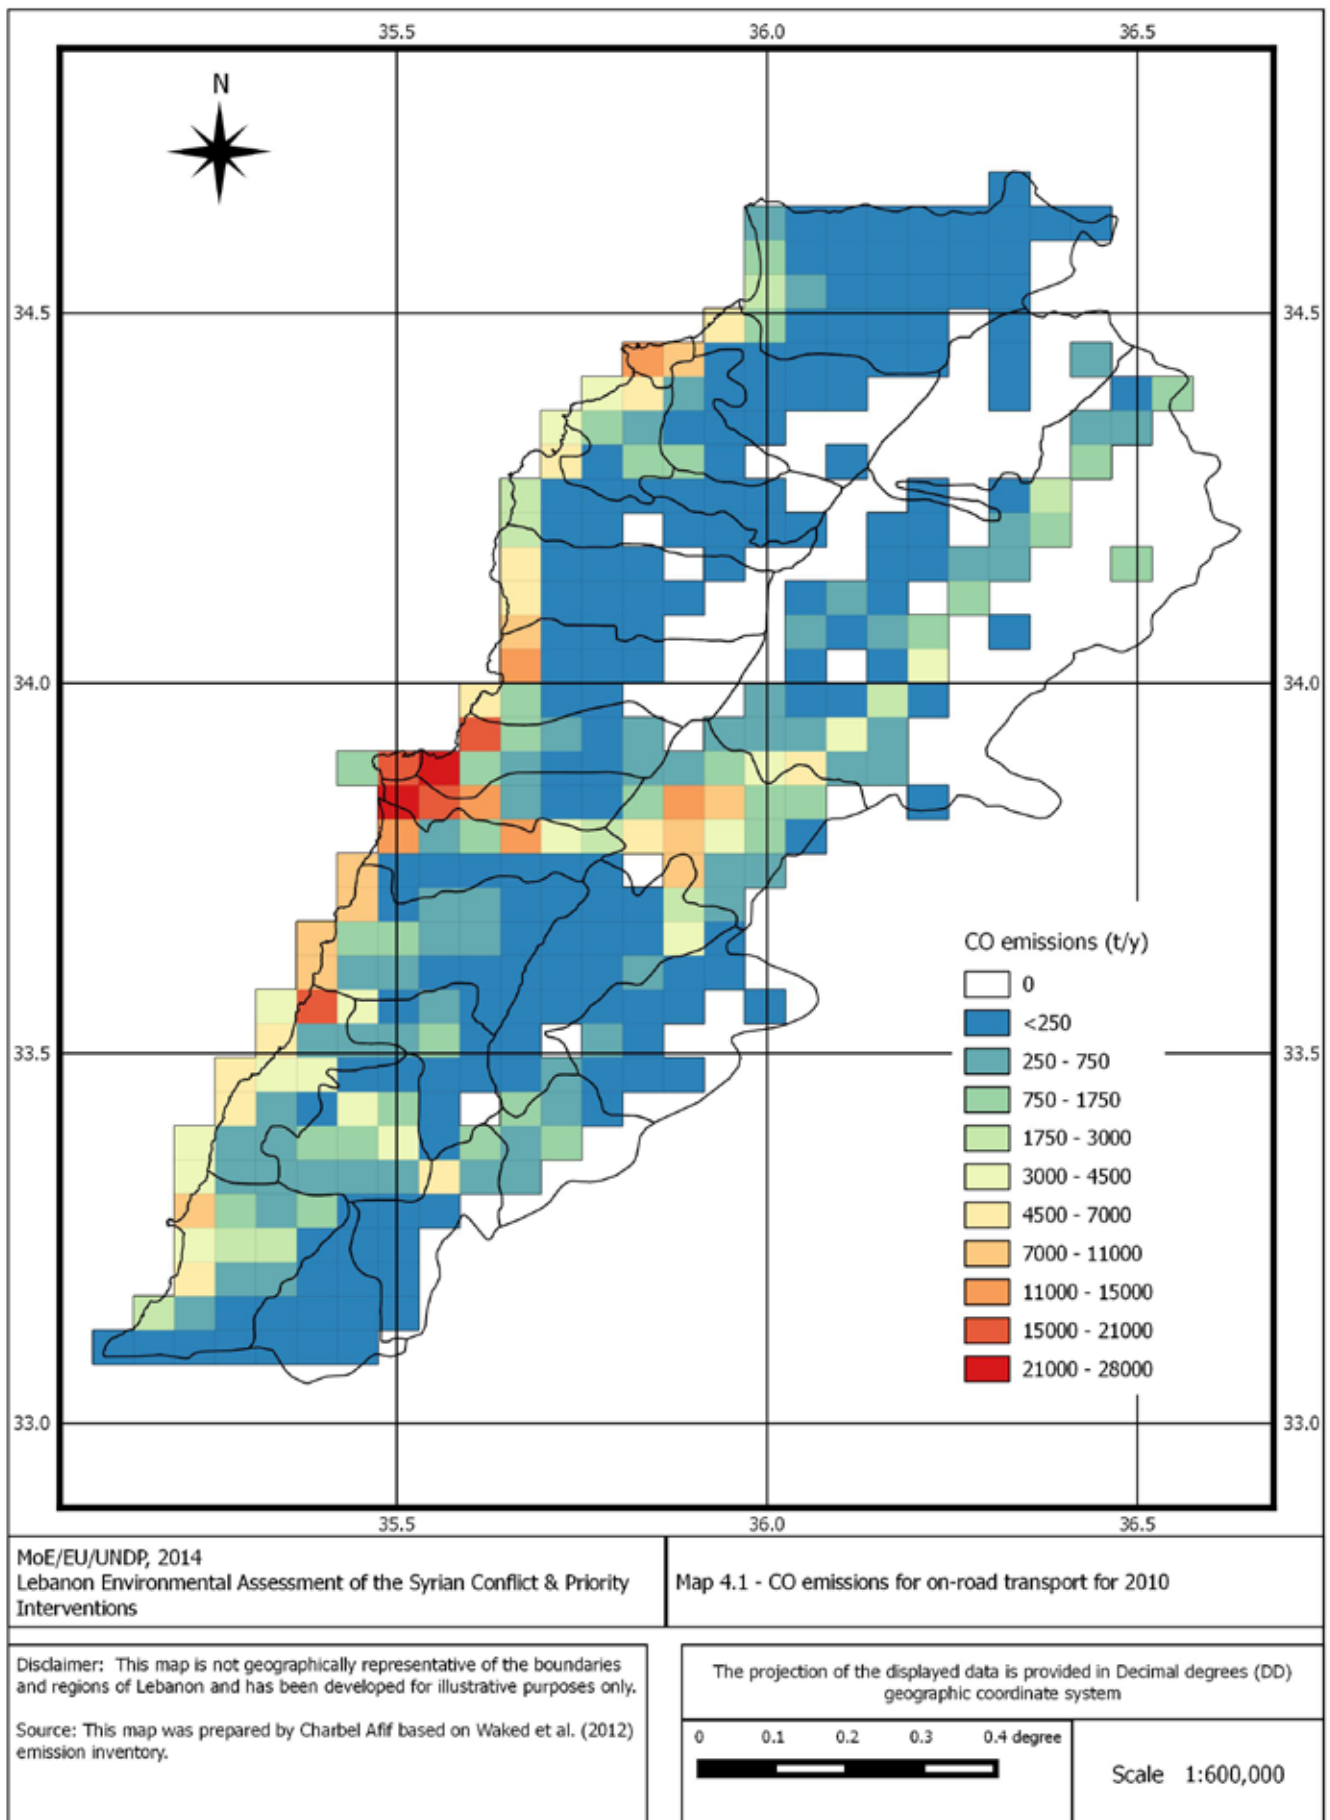 35.5 36.0 36.5
N
34.5 34.5
34.0 34.0
CO emissions (t/y)
0
<250
250 - 750
750 - 1750
1750 - 3000
3000 - 4500
4500 - 7000
7000 - 11000
11000 - 15000
15000 - 21000
21000 - 28000
33.5 33.5
33.0 33.0
35.5 36.0 36.5
MoE/EU/UNDP, 2014
Lebanon Environmental Assessment of the Syrian Conflict & Priority
Interventions
Map 4.1 - CO emissions for on-road transport for 2010
Disclaimer: This map is not geographically representative of the boundaries
and regions of Lebanon and has been developed for illustrative purposes only.
Source: This map was prepared by Charbel Afif based on Waked et al. (2012)
emission inventory.
The projection of the displayed data is provided in Decimal degrees (DD)
geographic coordinate system
0 0.1 0.2 0.3 0.4 degree
Scale 1:600,000